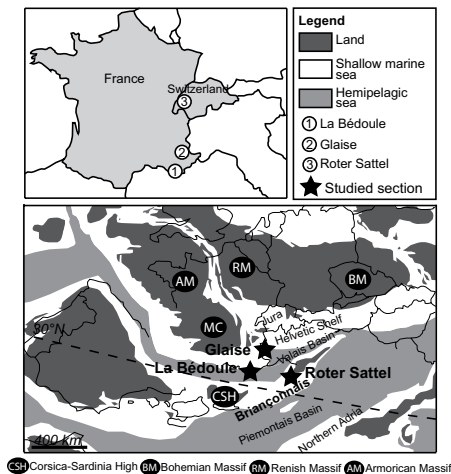 France
Switzerland
3
2
1
Legend
Land
Shallow marine
sea
Hemipelagic
sea
1 La Bédoule
2 Glaise
3 Roter Sattel
Studied section
AM
RM
BM
MC
CSH
30°N
Jura
Helvetic Shelf
Valais Basin
Glaise
La Bédoule
Roter Sattel
Briançonnais
Piemontais Basin
Northern Adria
400 km
CSH Corsica-Sardinia High BM Bohemian Massif RM Renish Massif AM Armorican Massif